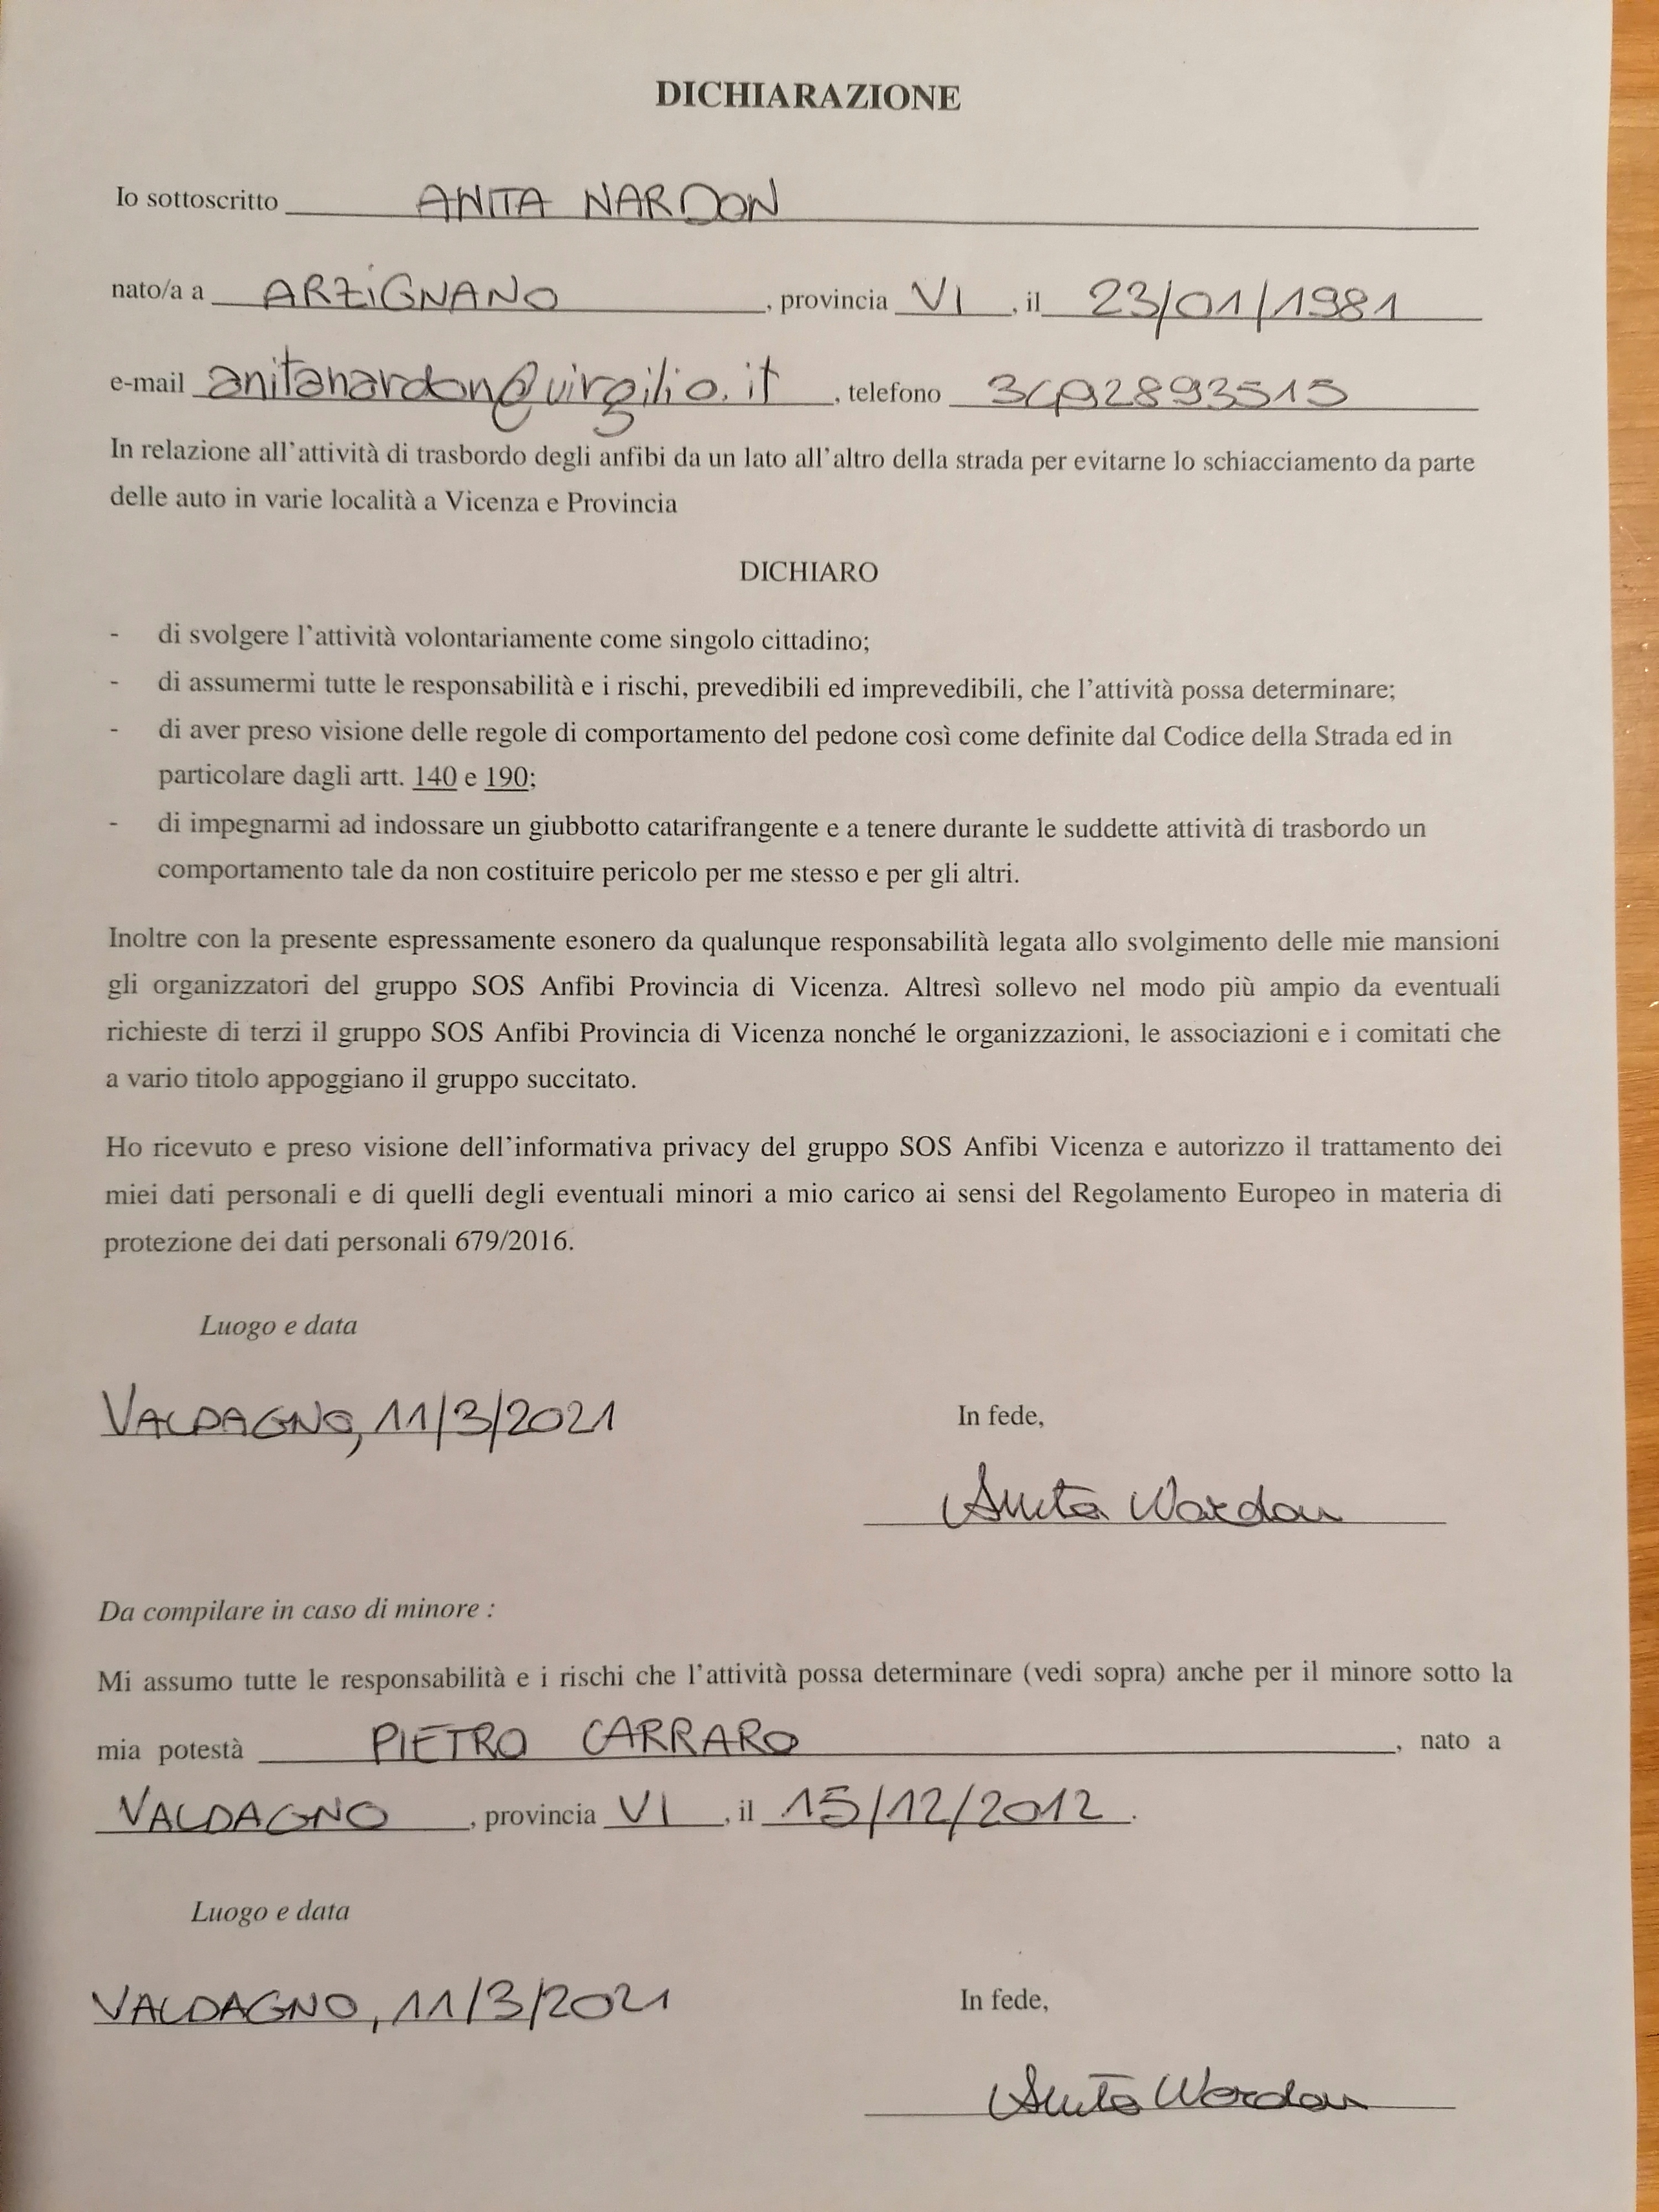 DICHIARAZIONE
Io sottoscritto ANITA NARDON
nato/a a ARZIGNANO, provincia VI, il 23/01/1981
e-mail anitanardon@virgilio.it, telefono
In relazione all'attività di trasbordo degli anfibi da un lato all'altro della strada per evitarne lo schiacciamento da parte
delle auto in varie località a Vicenza e Provincia
DICHIARO
- di svolgere l'attività volontariamente come singolo cittadino;
- di assumermi tutte le responsabilità e i rischi, prevedibili ed imprevedibili, che l'attività possa determinare;
- di aver preso visione delle regole di comportamento del pedone così come definite dal Codice della Strada ed in
particolare dagli artt. 140 e 190;
- di impegnarmi ad indossare un giubbotto catarifrangente e a tenere durante le suddette attività di trasbordo un
comportamento tale da non costituire pericolo per me stesso e per gli altri.
Inoltre con la presente espressamente esonero da qualunque responsabilità legata allo svolgimento delle mie mansioni
gli organizzatori del gruppo SOS Anfibi Provincia di Vicenza. Altresì sollevo nel modo più ampio da eventuali
richieste di terzi il gruppo SOS Anfibi Provincia di Vicenza nonché le organizzazioni, le associazioni e i comitati che
a vario titolo appoggiano il gruppo succitato.
Ho ricevuto e preso visione dell'informativa privacy del gruppo SOS Anfibi Vicenza e autorizzo il trattamento dei
miei dati personali e di quelli degli eventuali minori a mio carico ai sensi del Regolamento Europeo in materia di
protezione dei dati personali 679/2016.
Luogo e data
VALDAGNO, 11/3/2021
In fede,
Anita Nardon
Da compilare in caso di minore :
Mi assumo tutte le responsabilità e i rischi che l'attività possa determinare (vedi sopra) anche per il minore sotto la
mia potestà PIETRO CARRARO, nato a
VALDAGNO, provincia VI, il 15/12/2012.
Luogo e data
VALDAGNO, 11/3/2021
In fede,
Anita Nardon